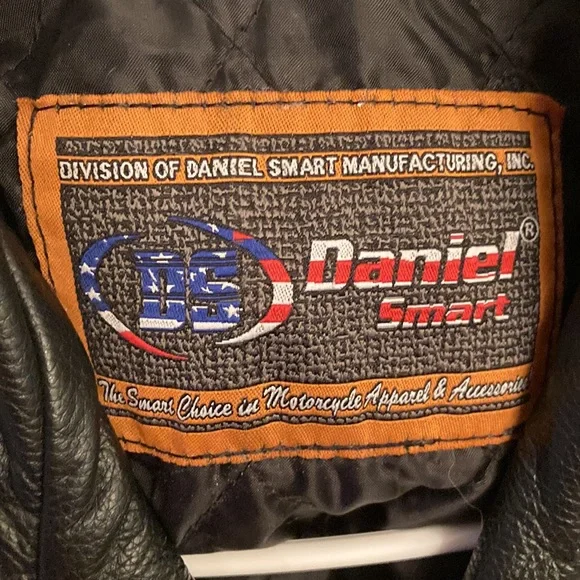 DIVISION OF DANIEL SMART MANUFACTURING, INC.
DS Daniel®
Smart
The Smart Choice in Motorcycle Apparel & Accessories